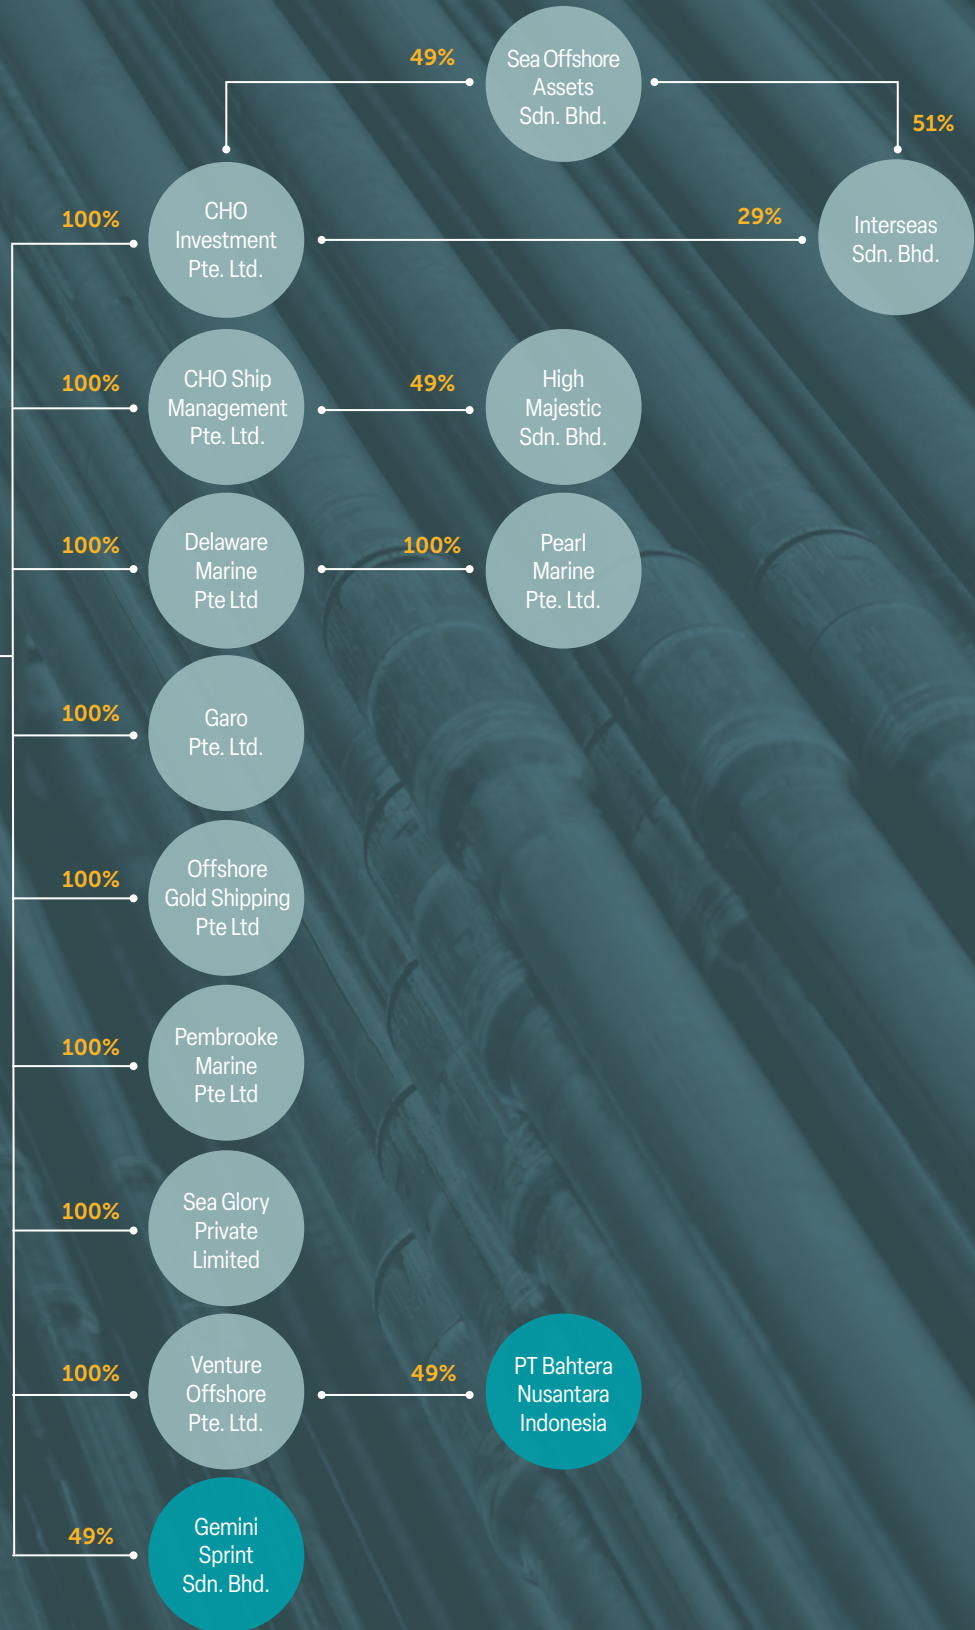 49%
Sea Offshore
Assets
Sdn. Bhd.
51%
100%
CHO
Investment
Pte. Ltd.
29%
Interseas
Sdn. Bhd.
100%
CHO Ship
Management
Pte. Ltd.
49%
High
Majestic
Sdn. Bhd.
100%
Delaware
Marine
Pte Ltd
100%
Pearl
Marine
Pte. Ltd.
100%
Garo
Pte. Ltd.
100%
Offshore
Gold Shipping
Pte Ltd
100%
Pembrooke
Marine
Pte Ltd
100%
Sea Glory
Private
Limited
100%
Venture
Offshore
Pte. Ltd.
49%
PT Bahtera
Nusantara
Indonesia
49%
Gemini
Sprint
Sdn. Bhd.